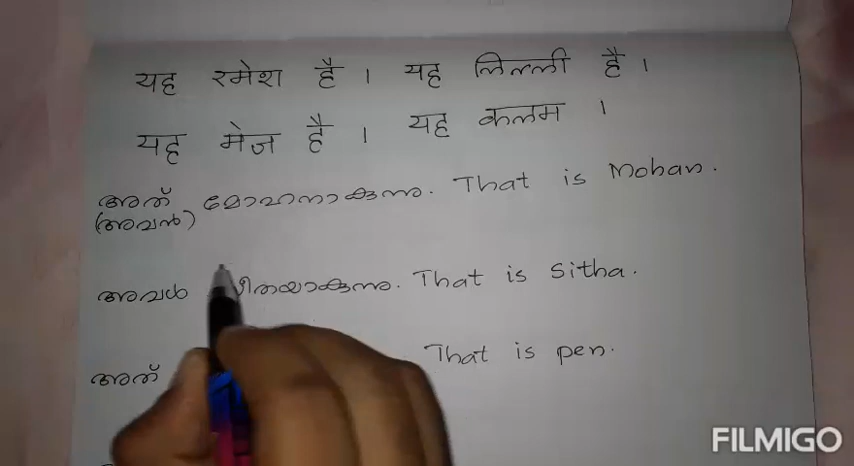 यह रमेश है । यह लिल्ली है ।
यह मेज है । यह कलम ।
അത് മോഹനാകുന്നു. That is Mohan.
(അവൻ)
അവൾ സീതയാകുന്നു. That is Sitha.
അത് That is pen.
FILMIGO